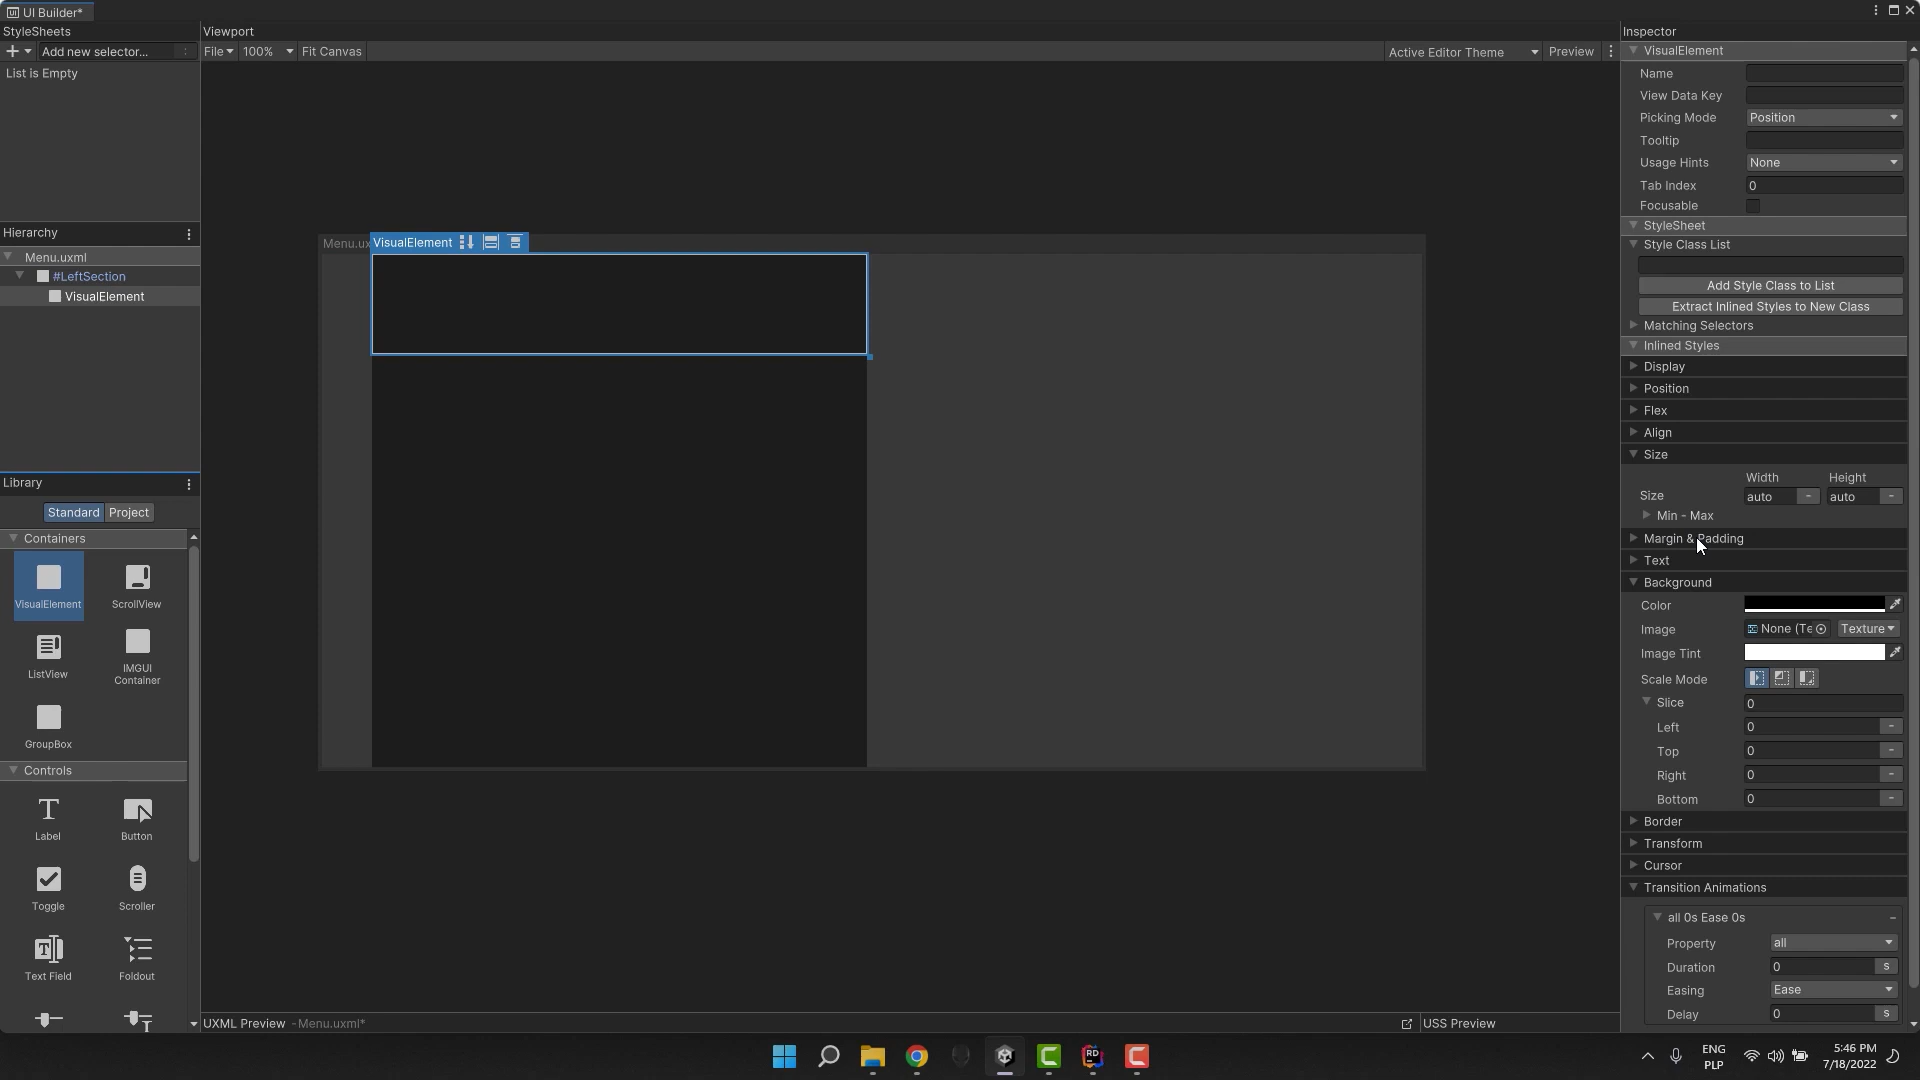 UI Builder*
StyleSheets
Add new selector...
List is Empty
Hierarchy
Menu.uxml
#LeftSection
VisualElement
Library
Standard Project
Containers
VisualElement ScrollView
ListView IMGUI Container
GroupBox
Controls
Label Button
Toggle Scroller
Text Field Foldout
Viewport
File 100% Fit Canvas
Active Editor Theme Preview
Menu.ux VisualElement
UXML Preview - Menu.uxml*
USS Preview
Inspector
VisualElement
Name
View Data Key
Picking Mode Position
Tooltip
Usage Hints None
Tab Index 0
Focusable
StyleSheet
Style Class List
Add Style Class to List
Extract Inlined Styles to New Class
Matching Selectors
Inlined Styles
Display
Position
Flex
Align
Size
Width Height
Size auto - auto -
Min - Max
Margin & Padding
Text
Background
Color
Image None (Te Texture
Image Tint
Scale Mode
Slice 0
Left 0 -
Top 0 -
Right 0 -
Bottom 0 -
Border
Transform
Cursor
Transition Animations
all 0s Ease 0s -
Property all
Duration 0 s
Easing Ease
Delay 0 s
RD
ENG
PLP
5:46 PM
7/18/2022